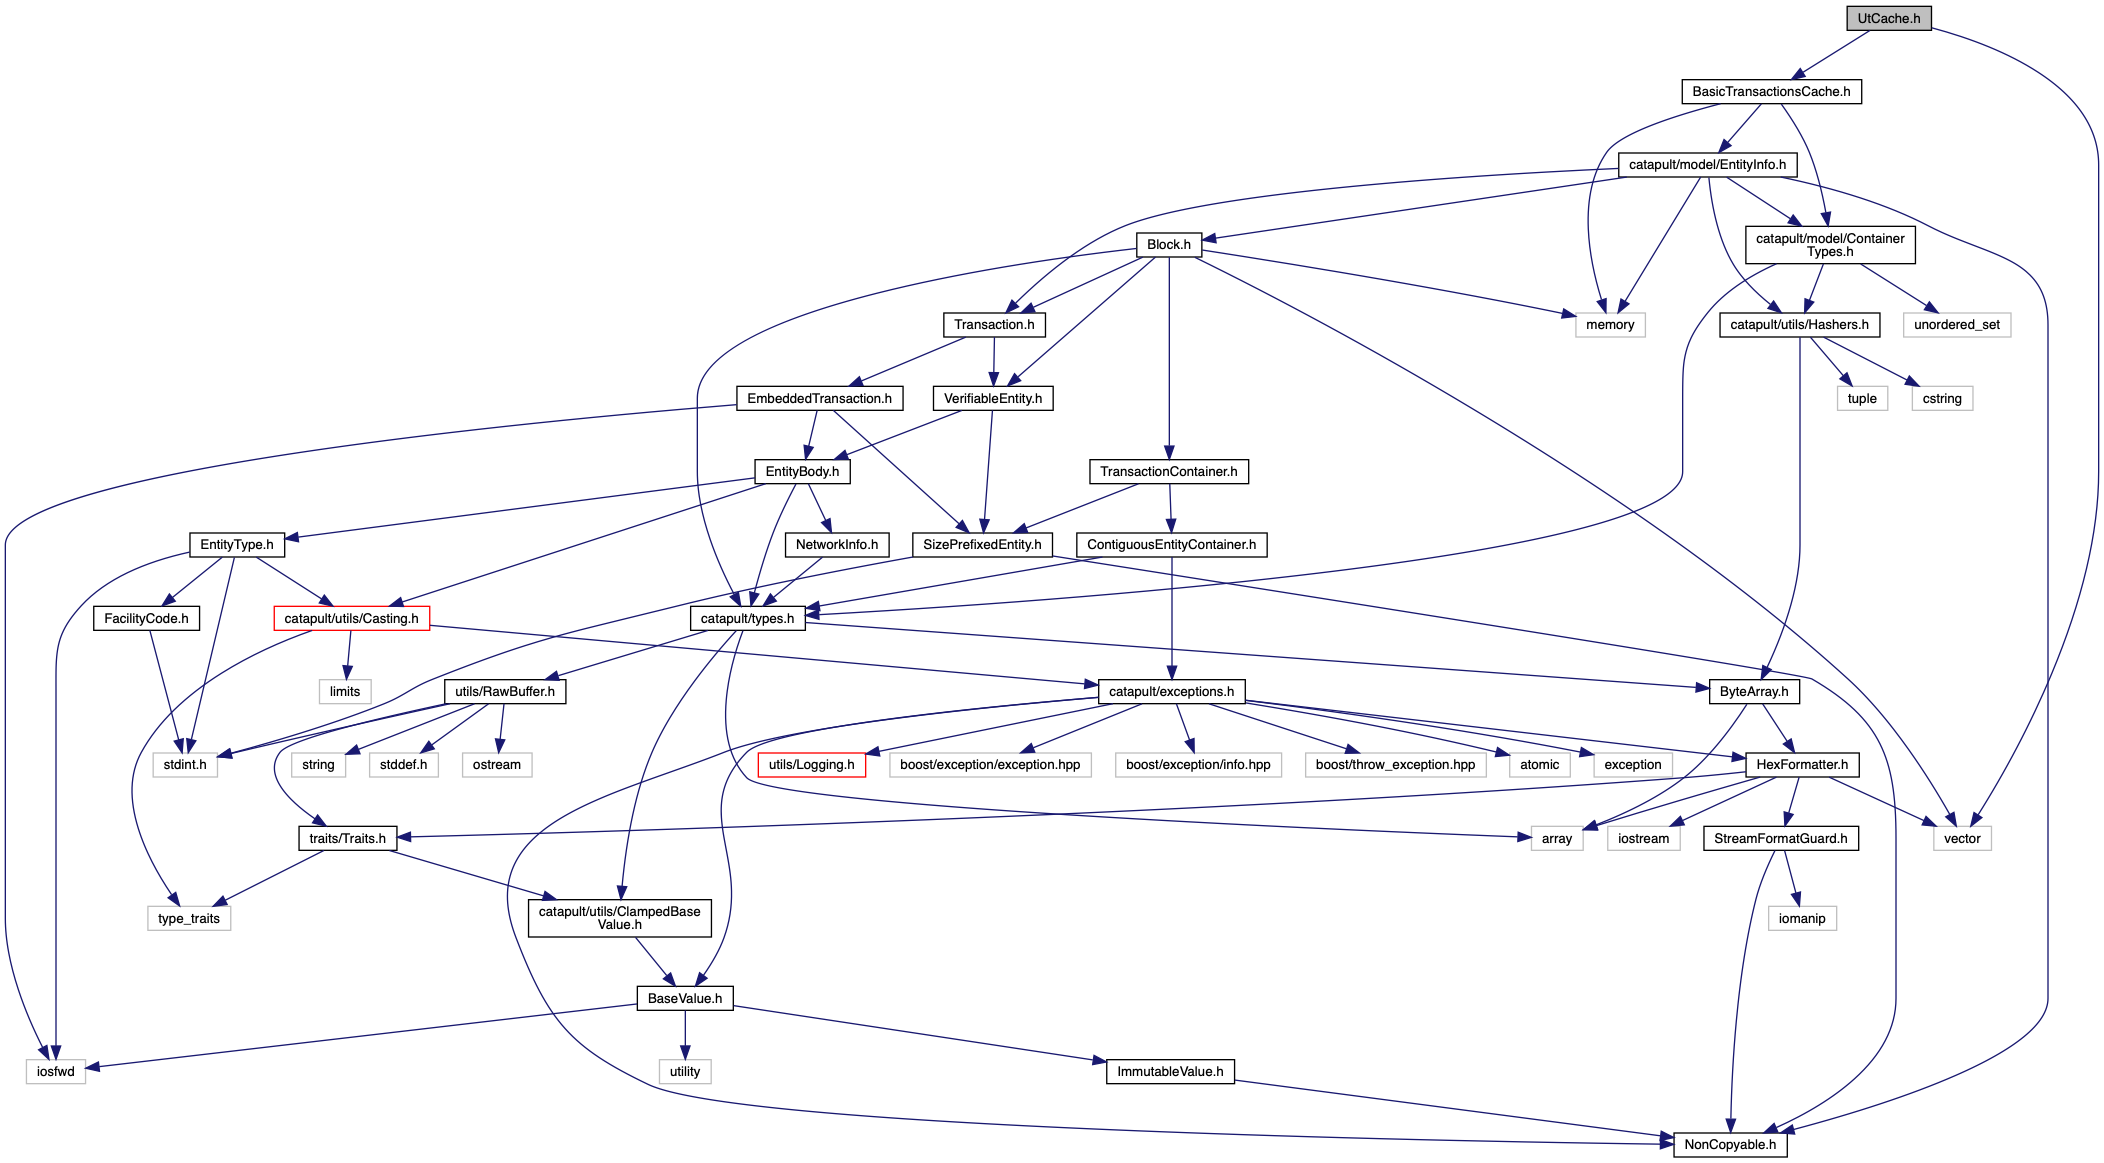 UtCache.h
BasicTransactionsCache.h
catapult/model/EntityInfo.h
Block.h
catapult/model/Container
Types.h
Transaction.h
memory
catapult/utils/Hashers.h
unordered_set
EmbeddedTransaction.h
VerifiableEntity.h
tuple
cstring
EntityBody.h
TransactionContainer.h
EntityType.h
NetworkInfo.h
SizePrefixedEntity.h
ContiguousEntityContainer.h
FacilityCode.h
catapult/utils/Casting.h
catapult/types.h
limits
utils/RawBuffer.h
catapult/exceptions.h
ByteArray.h
stdint.h
string
stddef.h
ostream
utils/Logging.h
boost/exception/exception.hpp
boost/exception/info.hpp
boost/throw_exception.hpp
atomic
exception
HexFormatter.h
traits/Traits.h
array
iostream
StreamFormatGuard.h
vector
type_traits
catapult/utils/ClampedBase
Value.h
iomanip
BaseValue.h
iosfwd
utility
ImmutableValue.h
NonCopyable.h